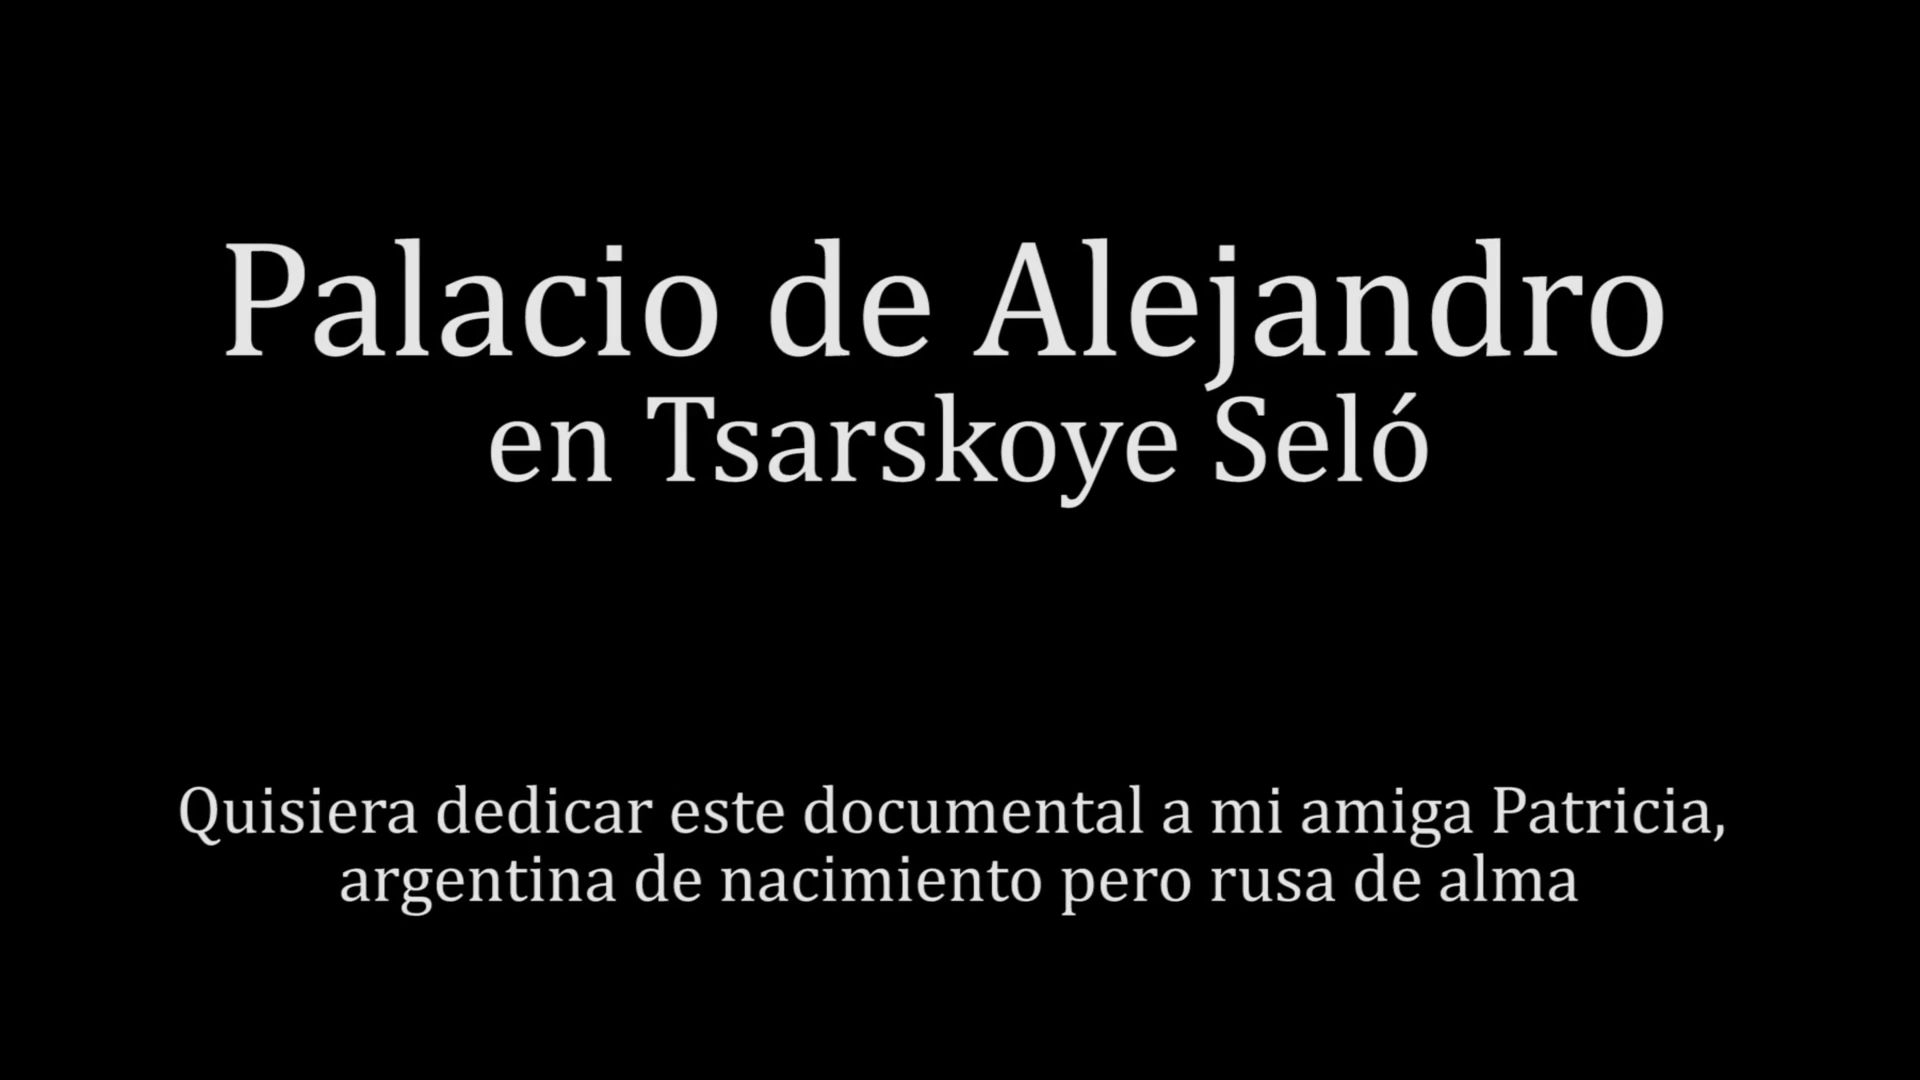 Palacio de Alejandro
en Tsarskoye Seló
Quisiera dedicar este documental a mi amiga Patricia,
argentina de nacimiento pero rusa de alma